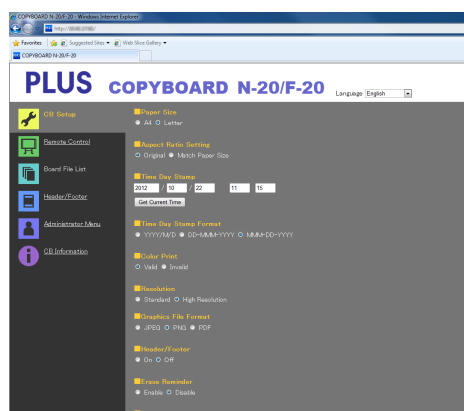 COPYBOARD N-20/F-20 - Windows Internet Explorer
Favorites Suggested Sites Web Slice Gallery
COPYBOARD N-20/F-20
PLUS COPYBOARD N-20/F-20 Language English
CB Setup
Remote Control
Board File List
Header/Footer
Administrator Menu
CB Information
Paper Size
A4 Letter
Aspect Ratio Setting
Original Match Paper Size
Time Day Stamp
2012 / 10 / 22 11 15
Get Current Time
Time Day Stamp Format
YYYY/M/D DD-MMM-YYYY MMM-DD-YYYY
Color Print
Valid Invalid
Resolution
Standard High Resolution
Graphics File Format
JPEG PNG PDF
Header/Footer
On Off
Erase Reminder
Enable Disable